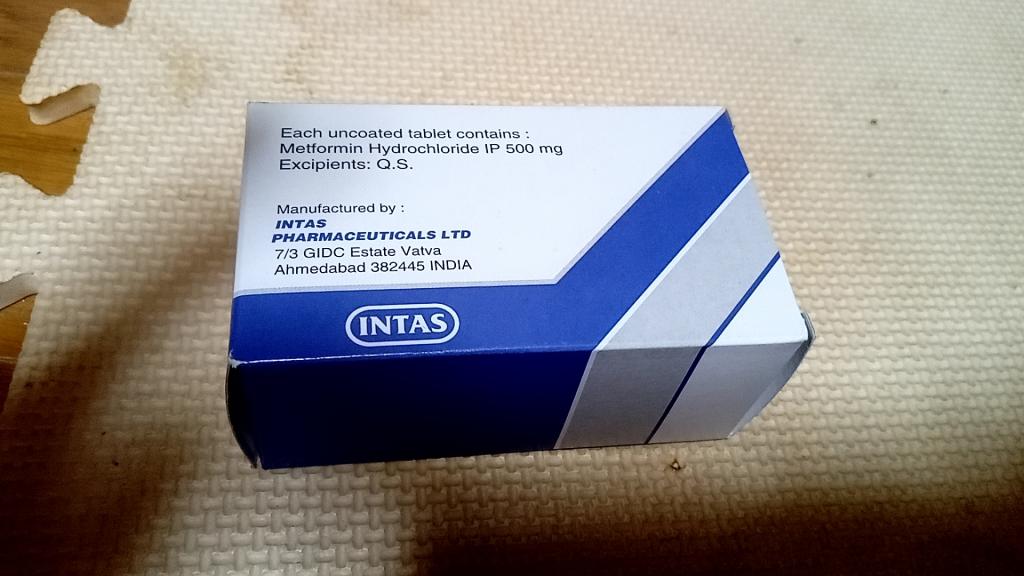 Each uncoated tablet contains :
Metformin Hydrochloride IP 500 mg
Excipients: Q.S.
Manufactured by :
INTAS
PHARMACEUTICALS LTD
7/3 GIDC Estate Vatva
Ahmedabad 382445 INDIA
INTAS